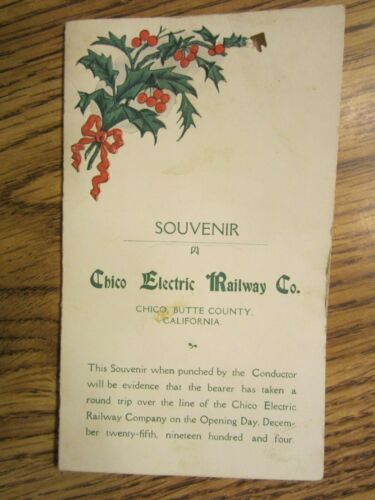 SOUVENIR
Chico Electric Railway Co.
CHICO, BUTTE COUNTY,
CALIFORNIA.
This Souvenir when punched by the Conductor
will be evidence that the bearer has taken a
round trip over the line of the Chico Electric
Railway Company on the Opening Day, Decem-
ber twenty-fifth, nineteen hundred and four.